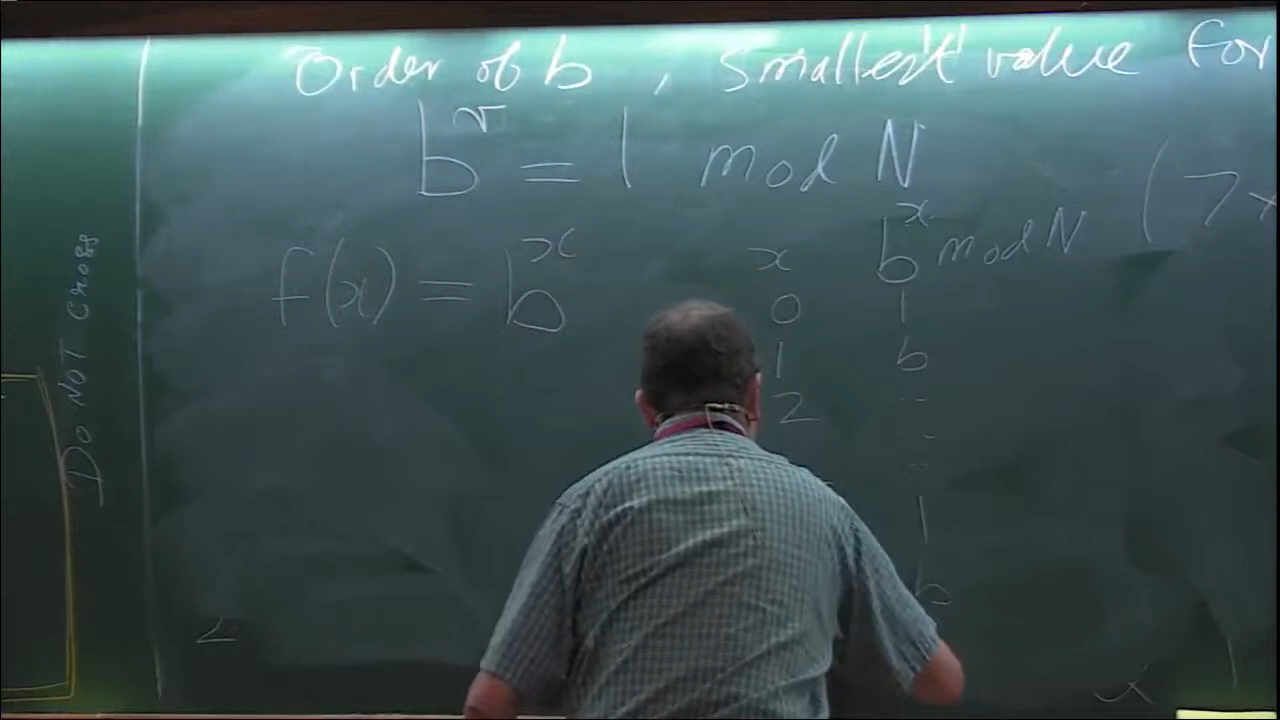 Order of b, Smallest value for
b^r = 1 mod N
(7x
f(x) = b^x
x b^x mod N
0 1
1 b
2
1
b
Do NOT Cross